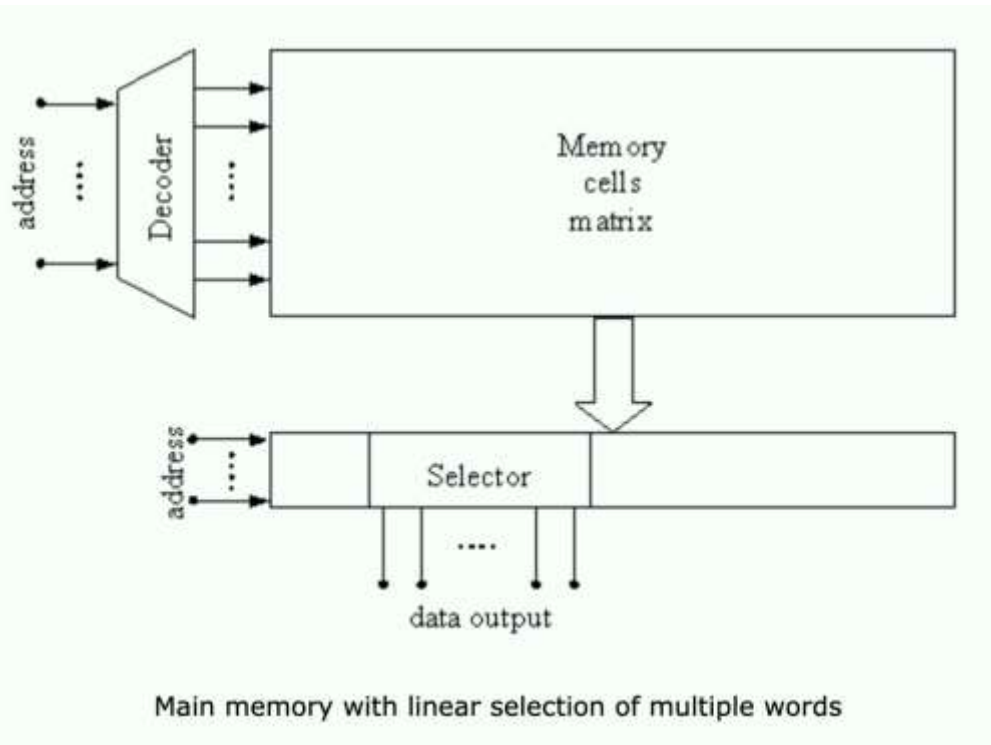 address
....
Decoder
....
Memory
cells
matrix
address
....
Selector
....
data output
Main memory with linear selection of multiple words